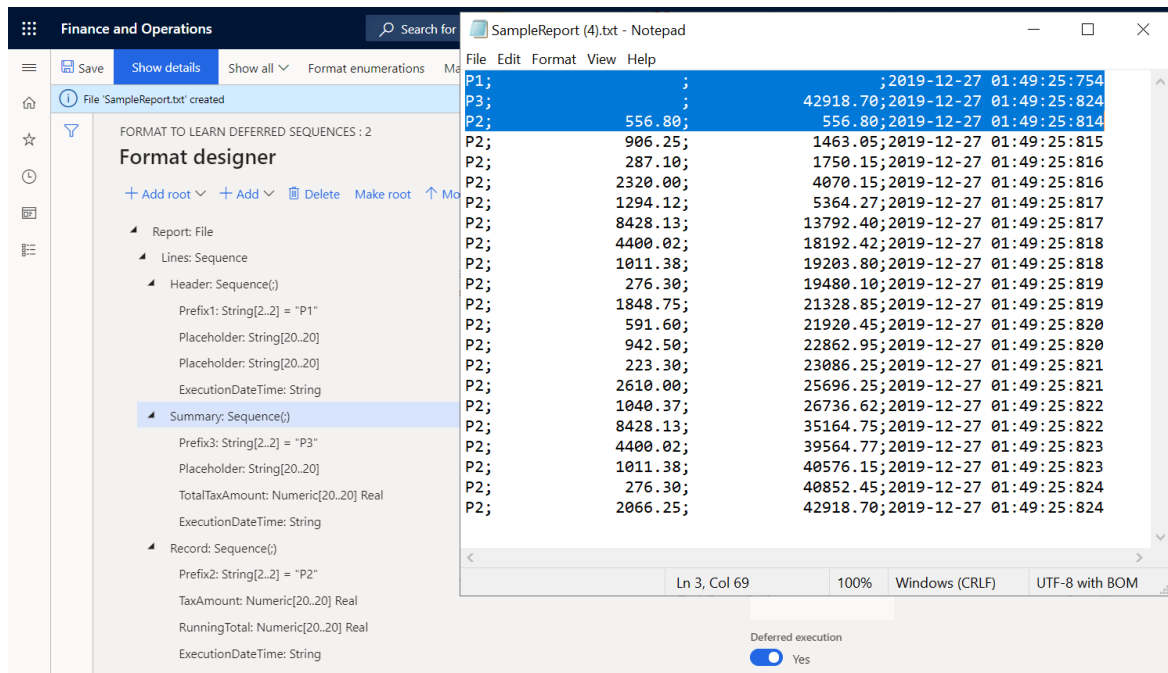 Finance and Operations
Search for
Save
Show details
Show all
Format enumerations
Ma
File 'SampleReport.txt' created
FORMAT TO LEARN DEFERRED SEQUENCES : 2
Format designer
Add root
Add
Delete
Make root
Mo
Report: File
Lines: Sequence
Header: Sequence(;)
Prefix1: String[2..2] = "P1"
Placeholder: String[20..20]
Placeholder: String[20..20]
ExecutionDateTime: String
Summary: Sequence(;)
Prefix3: String[2..2] = "P3"
Placeholder: String[20..20]
TotalTaxAmount: Numeric[20..20] Real
ExecutionDateTime: String
Record: Sequence(;)
Prefix2: String[2..2] = "P2"
TaxAmount: Numeric[20..20] Real
RunningTotal: Numeric[20..20] Real
ExecutionDateTime: String
SampleReport (4).txt - Notepad
File Edit Format View Help
P1; ; ;2019-12-27 01:49:25:754
P3; ; 42918.70;2019-12-27 01:49:25:824
P2; 556.80; 556.80;2019-12-27 01:49:25:814
P2; 906.25; 1463.05;2019-12-27 01:49:25:815
P2; 287.10; 1750.15;2019-12-27 01:49:25:816
P2; 2320.00; 4070.15;2019-12-27 01:49:25:816
P2; 1294.12; 5364.27;2019-12-27 01:49:25:817
P2; 8428.13; 13792.40;2019-12-27 01:49:25:817
P2; 4400.02; 18192.42;2019-12-27 01:49:25:818
P2; 1011.38; 19203.80;2019-12-27 01:49:25:818
P2; 276.30; 19480.10;2019-12-27 01:49:25:819
P2; 1848.75; 21328.85;2019-12-27 01:49:25:819
P2; 591.60; 21920.45;2019-12-27 01:49:25:820
P2; 942.50; 22862.95;2019-12-27 01:49:25:820
P2; 223.30; 23086.25;2019-12-27 01:49:25:821
P2; 2610.00; 25696.25;2019-12-27 01:49:25:821
P2; 1040.37; 26736.62;2019-12-27 01:49:25:822
P2; 8428.13; 35164.75;2019-12-27 01:49:25:822
P2; 4400.02; 39564.77;2019-12-27 01:49:25:823
P2; 1011.38; 40576.15;2019-12-27 01:49:25:823
P2; 276.30; 40852.45;2019-12-27 01:49:25:824
P2; 2066.25; 42918.70;2019-12-27 01:49:25:824
Ln 3, Col 69
100%
Windows (CRLF)
UTF-8 with BOM
Deferred execution
Yes